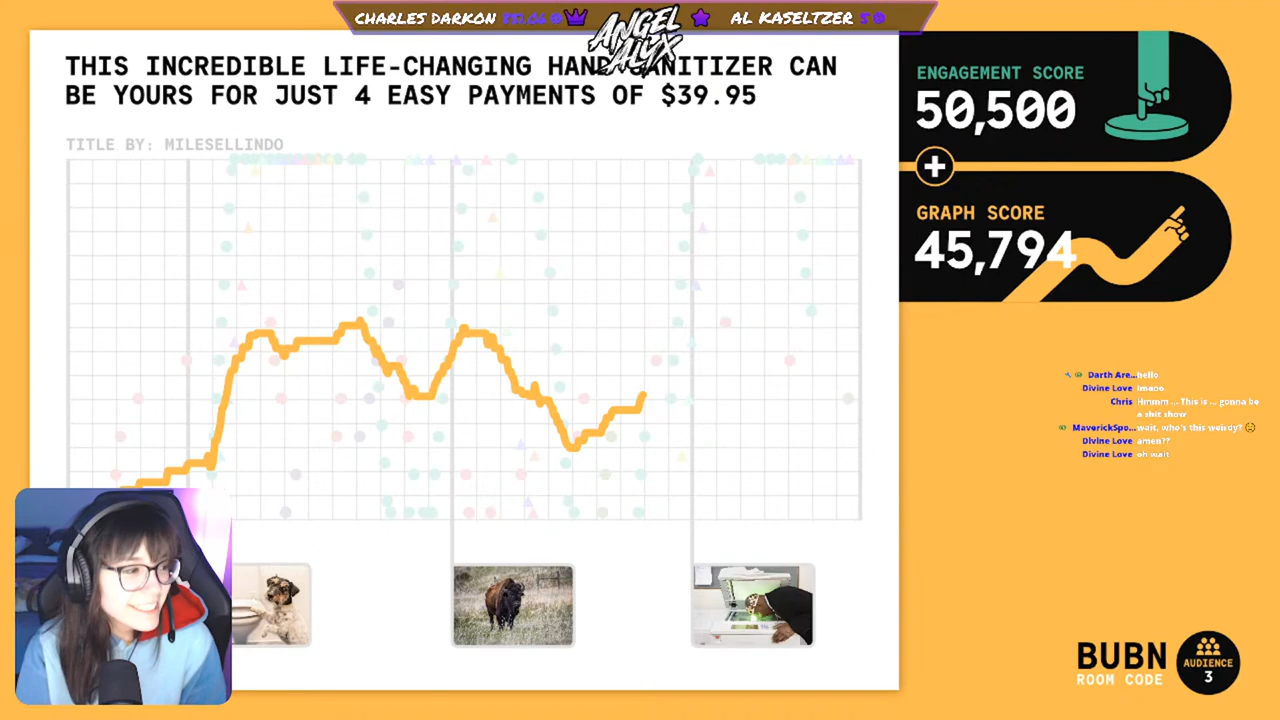 CHARLES DARKON
AL KASELTZER 5
ANGEL
ALYX
THIS INCREDIBLE LIFE-CHANGING HAND SANITIZER CAN
BE YOURS FOR JUST 4 EASY PAYMENTS OF $39.95
TITLE BY: MILESELLINDO
ENGAGEMENT SCORE
50,500
+
GRAPH SCORE
45,794
Darth Are... hello
Divine Love lmaoo
Chris Hmmm ... This is ... gonna be
a shit show
MaverickSpo... wait, who's this weirdy?
Divine Love amen??
Divine Love oh wait
BUBN
ROOM CODE
AUDIENCE
3